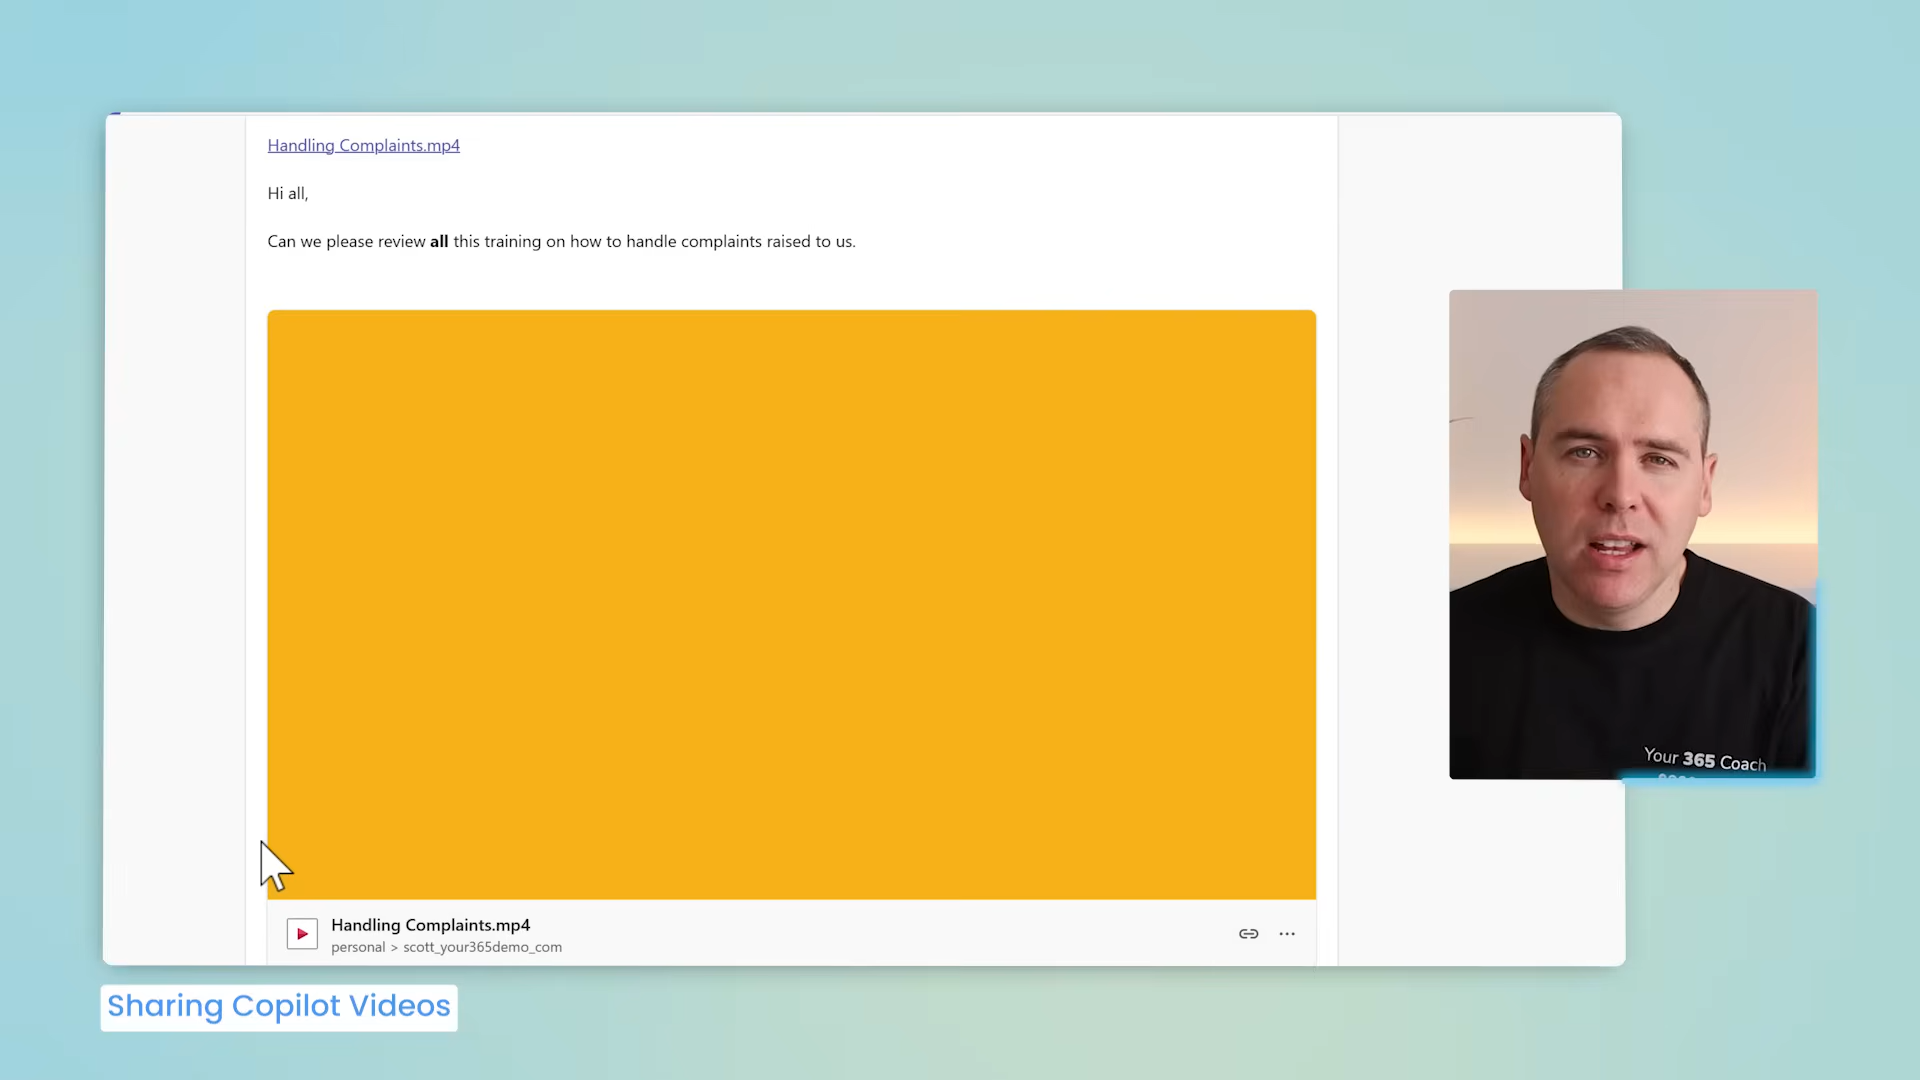 Handling Complaints.mp4
Hi all,
Can we please review all this training on how to handle complaints raised to us.
Handling Complaints.mp4
personal > scott_your365demo_com
Your 365 Coach
Sharing Copilot Videos